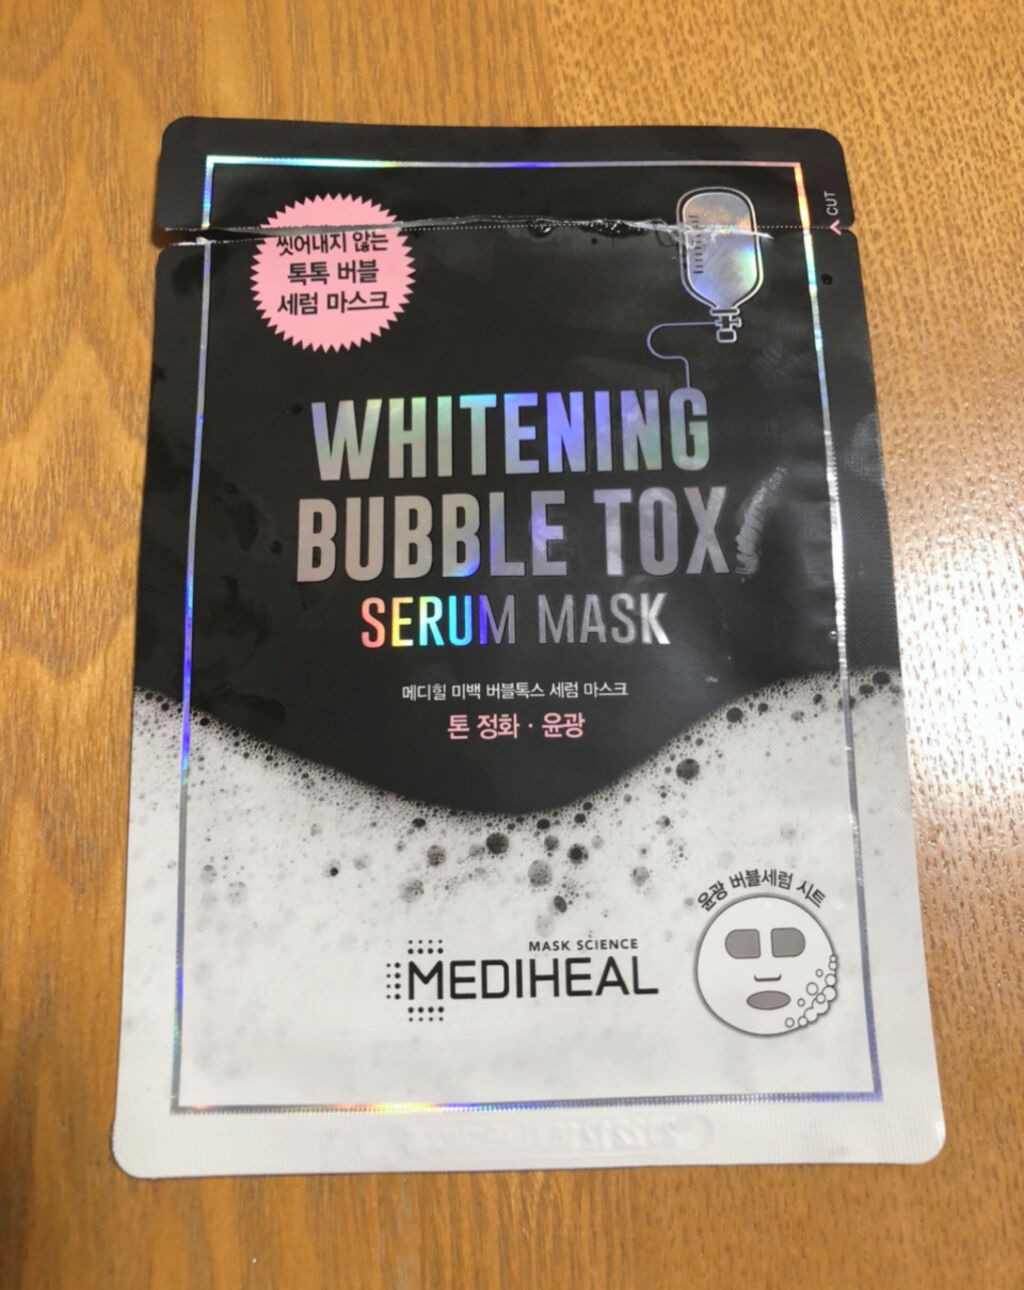 CUT
씻어내지 않는
톡톡 버블
세럼 마스크
WHITENING
BUBBLE TOX
SERUM MASK
메디힐 미백 버블톡스 세럼 마스크
톤 정화 · 윤광
윤광 버블세럼 시트
MASK SCIENCE
MEDIHEAL